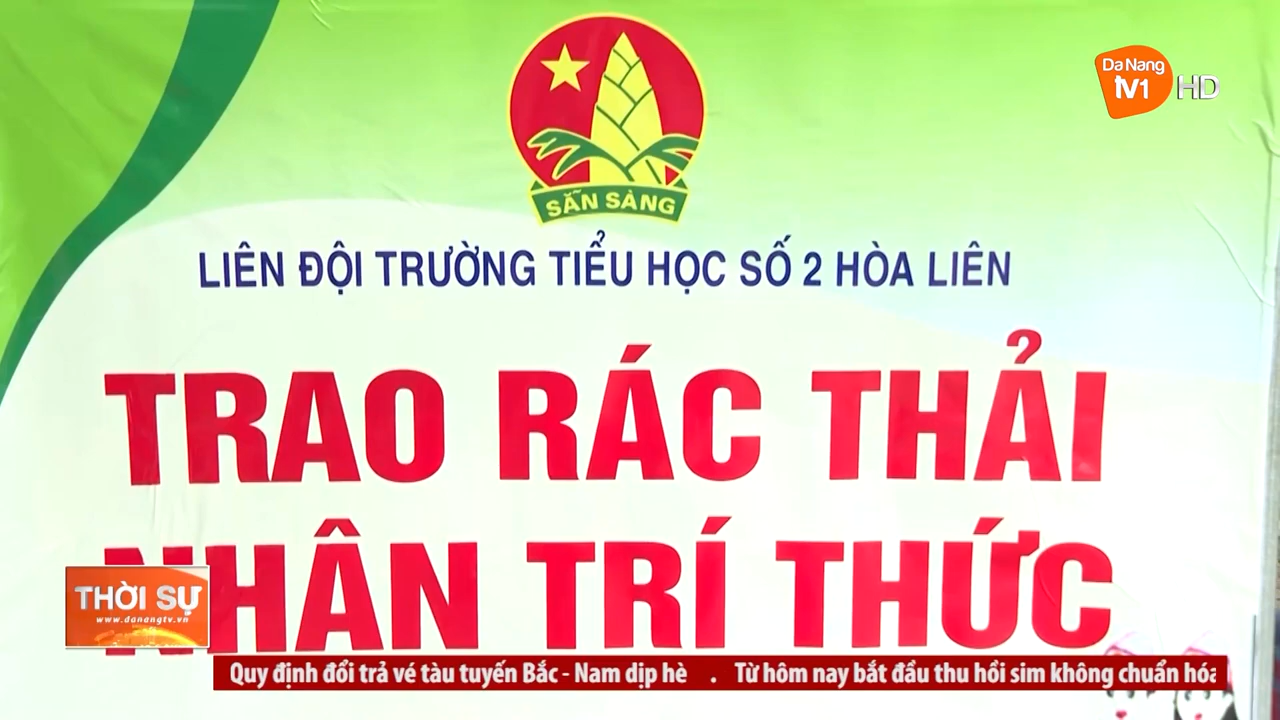 Da Nang
TV1 HD
SẴN SÀNG
LIÊN ĐỘI TRƯỜNG TIỂU HỌC SỐ 2 HÒA LIÊN
TRAO RÁC THẢI
NHÂN TRÍ THỨC
THỜI SỰ
www.danangtv.vn
Quy định đổi trả vé tàu tuyến Bắc - Nam dịp hè . Từ hôm nay bắt đầu thu hồi sim không chuẩn hóa